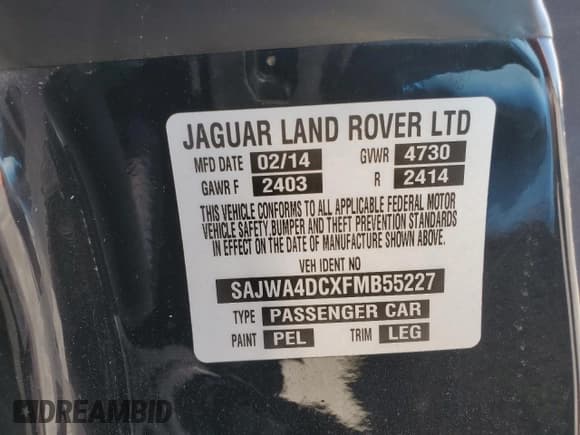 JAGUAR LAND ROVER LTD
MFD DATE 02/14 GVWR 4730
GAWR F 2403 R 2414
THIS VEHICLE CONFORMS TO ALL APPLICABLE FEDERAL MOTOR
VEHICLE SAFETY,BUMPER AND THEFT PREVENTION STANDARDS
IN EFFECT ON THE DATE OF MANUFACTURE SHOWN ABOVE.
VEH IDENT NO
SAJWA4DCXFMB55227
TYPE PASSENGER CAR
PAINT PEL TRIM LEG
DREAMBID